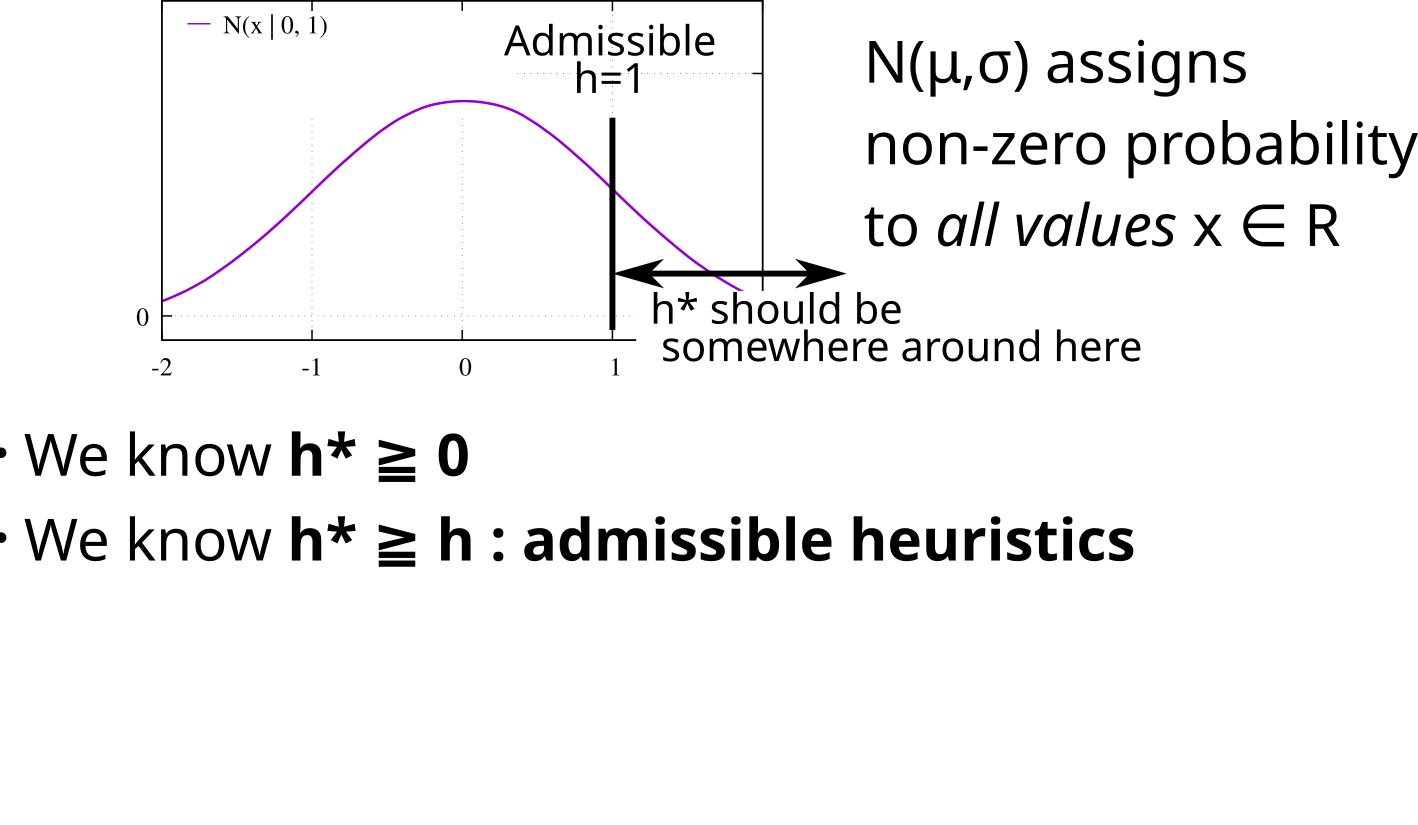 N(x | 0, 1)
Admissible
h=1
N(μ,σ) assigns
non-zero probability
to all values x ∈ R
h* should be
somewhere around here
0
-2
-1
0
1
• We know h* ≧ 0
• We know h* ≧ h : admissible heuristics